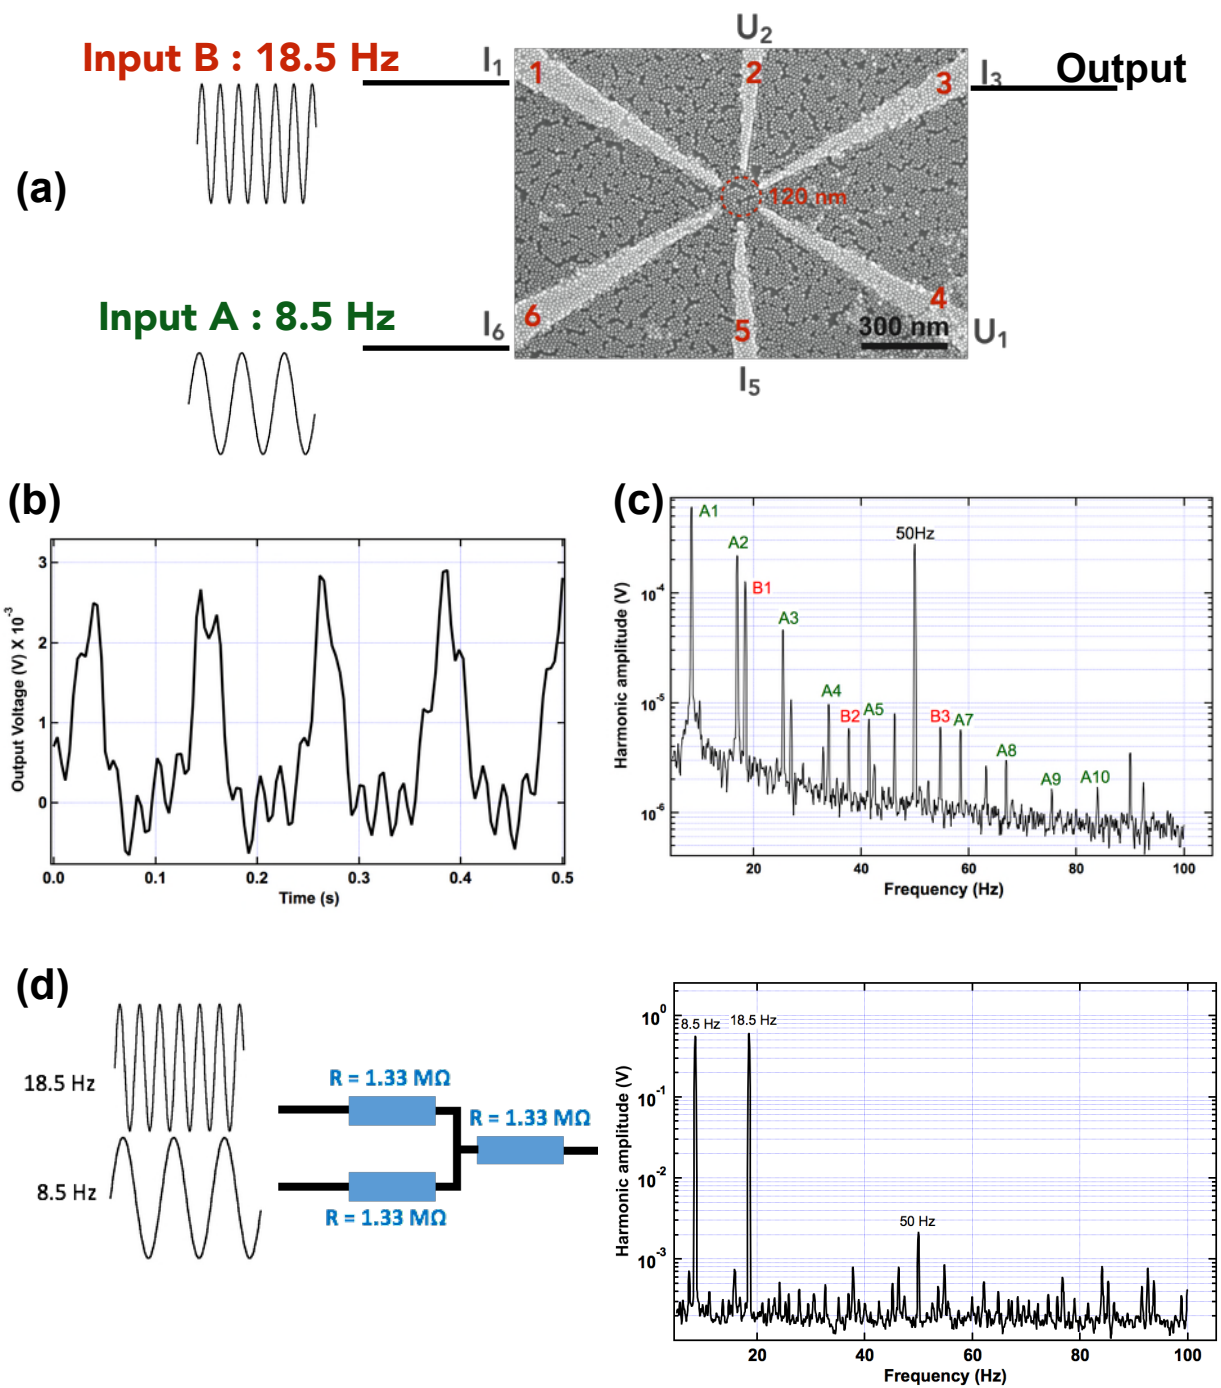 (a)
Input B : 18.5 Hz
I1
U2
I3
Output
1
2
3
120 nm
Input A : 8.5 Hz
I6
6
5
4
300 nm
U1
I5
(b)
Output Voltage (V) X 10-3
3
2
1
0
0.0
0.1
0.2
0.3
0.4
0.5
Time (s)
(c)
Harmonic amplitude (V)
10-4
10-5
10-6
A1
A2
B1
A3
A4
B2
A5
50Hz
B3
A7
A8
A9
A10
20
40
60
80
100
Frequency (Hz)
(d)
18.5 Hz
8.5 Hz
R = 1.33 MΩ
R = 1.33 MΩ
R = 1.33 MΩ
Harmonic amplitude (V)
100
10-1
10-2
10-3
8.5 Hz
18.5 Hz
50 Hz
20
40
60
80
100
Frequency (Hz)